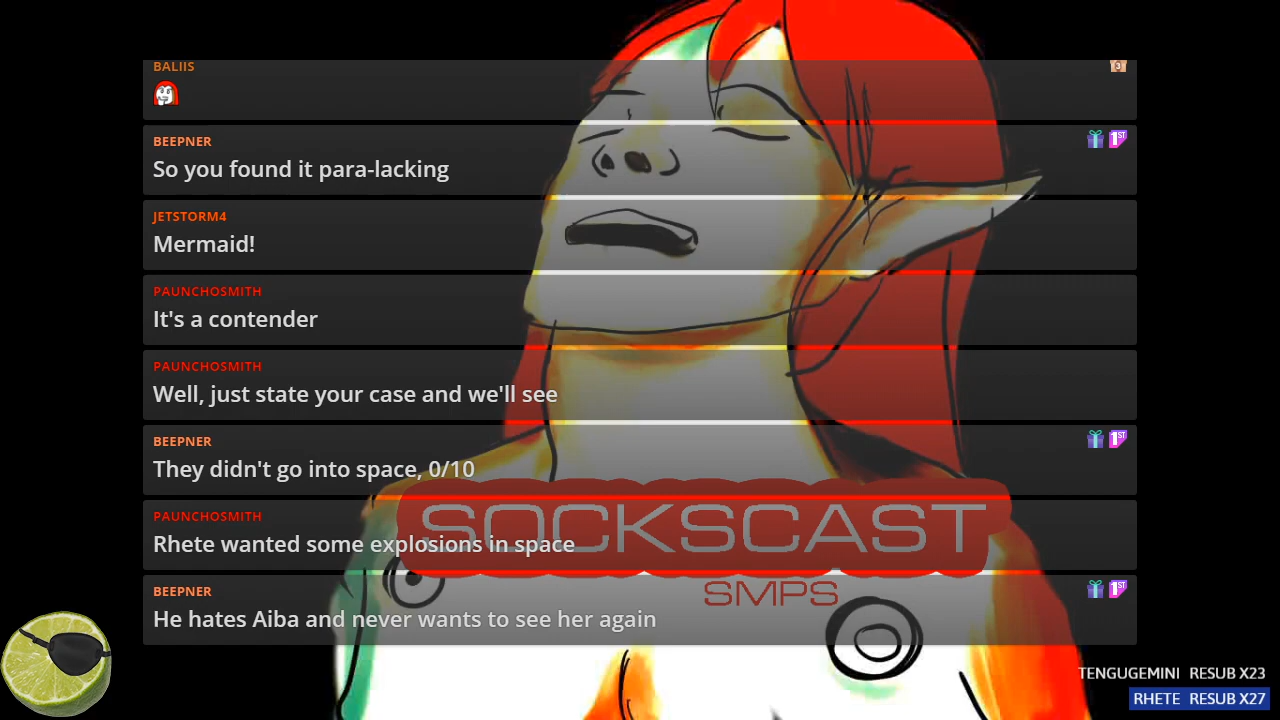 BALIIS
BEEPNER
So you found it para-lacking
JETSTORM4
Mermaid!
PAUNCHOSMITH
It's a contender
PAUNCHOSMITH
Well, just state your case and we'll see
BEEPNER
They didn't go into space, 0/10
SOCKSCAST
PAUNCHOSMITH
Rhete wanted some explosions in space
SMPS
BEEPNER
He hates Aiba and never wants to see her again
TENGUGEMINI RESUB X23
RHETE RESUB X27
1ST
1ST
1ST